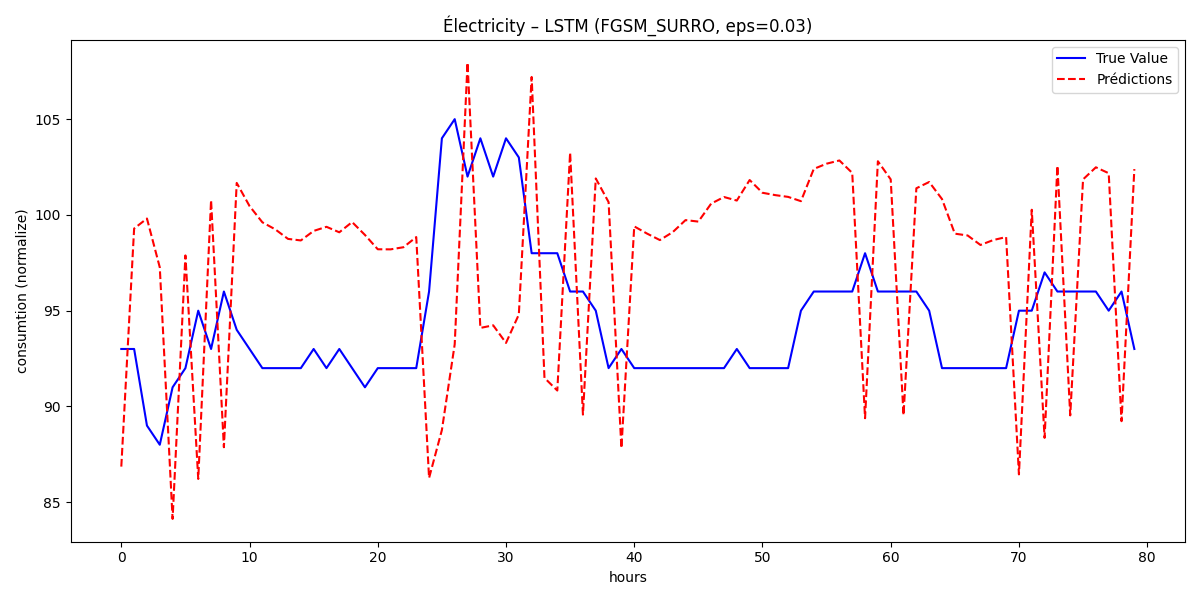 Électricity – LSTM (FGSM_SURRO, eps=0.03)
True Value
Prédictions
consumtion (normalize)
105
100
95
90
85
0 10 20 30 40 50 60 70 80
hours